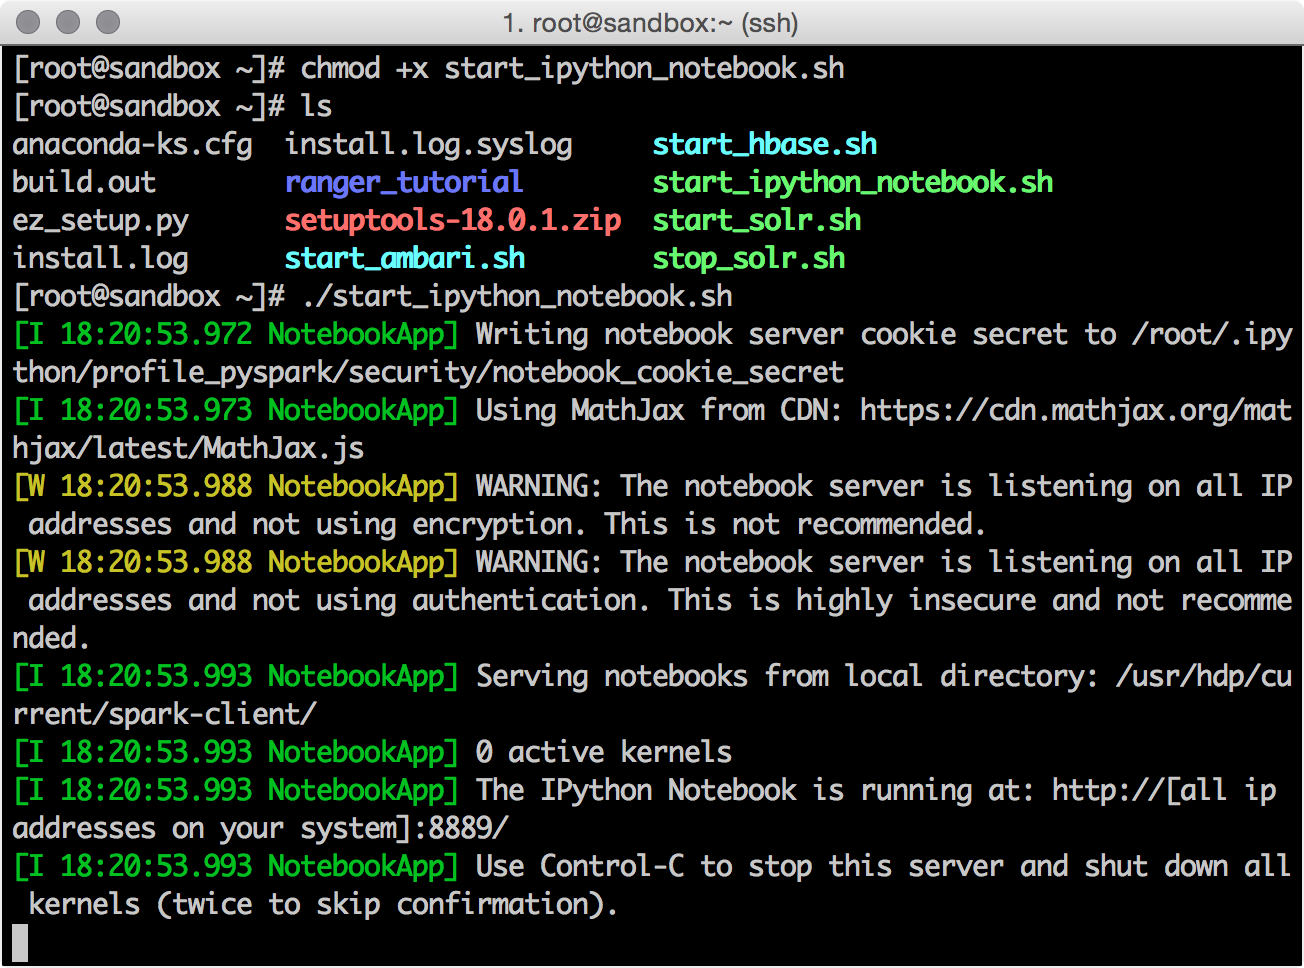 1. root@sandbox:~ (ssh)
[root@sandbox ~]# chmod +x start_ipython_notebook.sh
[root@sandbox ~]# ls
anaconda-ks.cfg  install.log.syslog     start_hbase.sh
build.out        ranger_tutorial        start_ipython_notebook.sh
ez_setup.py      setuptools-18.0.1.zip  start_solr.sh
install.log      start_ambari.sh        stop_solr.sh
[root@sandbox ~]# ./start_ipython_notebook.sh
[I 18:20:53.972 NotebookApp] Writing notebook server cookie secret to /root/.ipy
thon/profile_pyspark/security/notebook_cookie_secret
[I 18:20:53.973 NotebookApp] Using MathJax from CDN: https://cdn.mathjax.org/mat
hjax/latest/MathJax.js
[W 18:20:53.988 NotebookApp] WARNING: The notebook server is listening on all IP
 addresses and not using encryption. This is not recommended.
[W 18:20:53.988 NotebookApp] WARNING: The notebook server is listening on all IP
 addresses and not using authentication. This is highly insecure and not recomme
nded.
[I 18:20:53.993 NotebookApp] Serving notebooks from local directory: /usr/hdp/cu
rrent/spark-client/
[I 18:20:53.993 NotebookApp] 0 active kernels
[I 18:20:53.993 NotebookApp] The IPython Notebook is running at: http://[all ip
addresses on your system]:8889/
[I 18:20:53.993 NotebookApp] Use Control-C to stop this server and shut down all
 kernels (twice to skip confirmation).